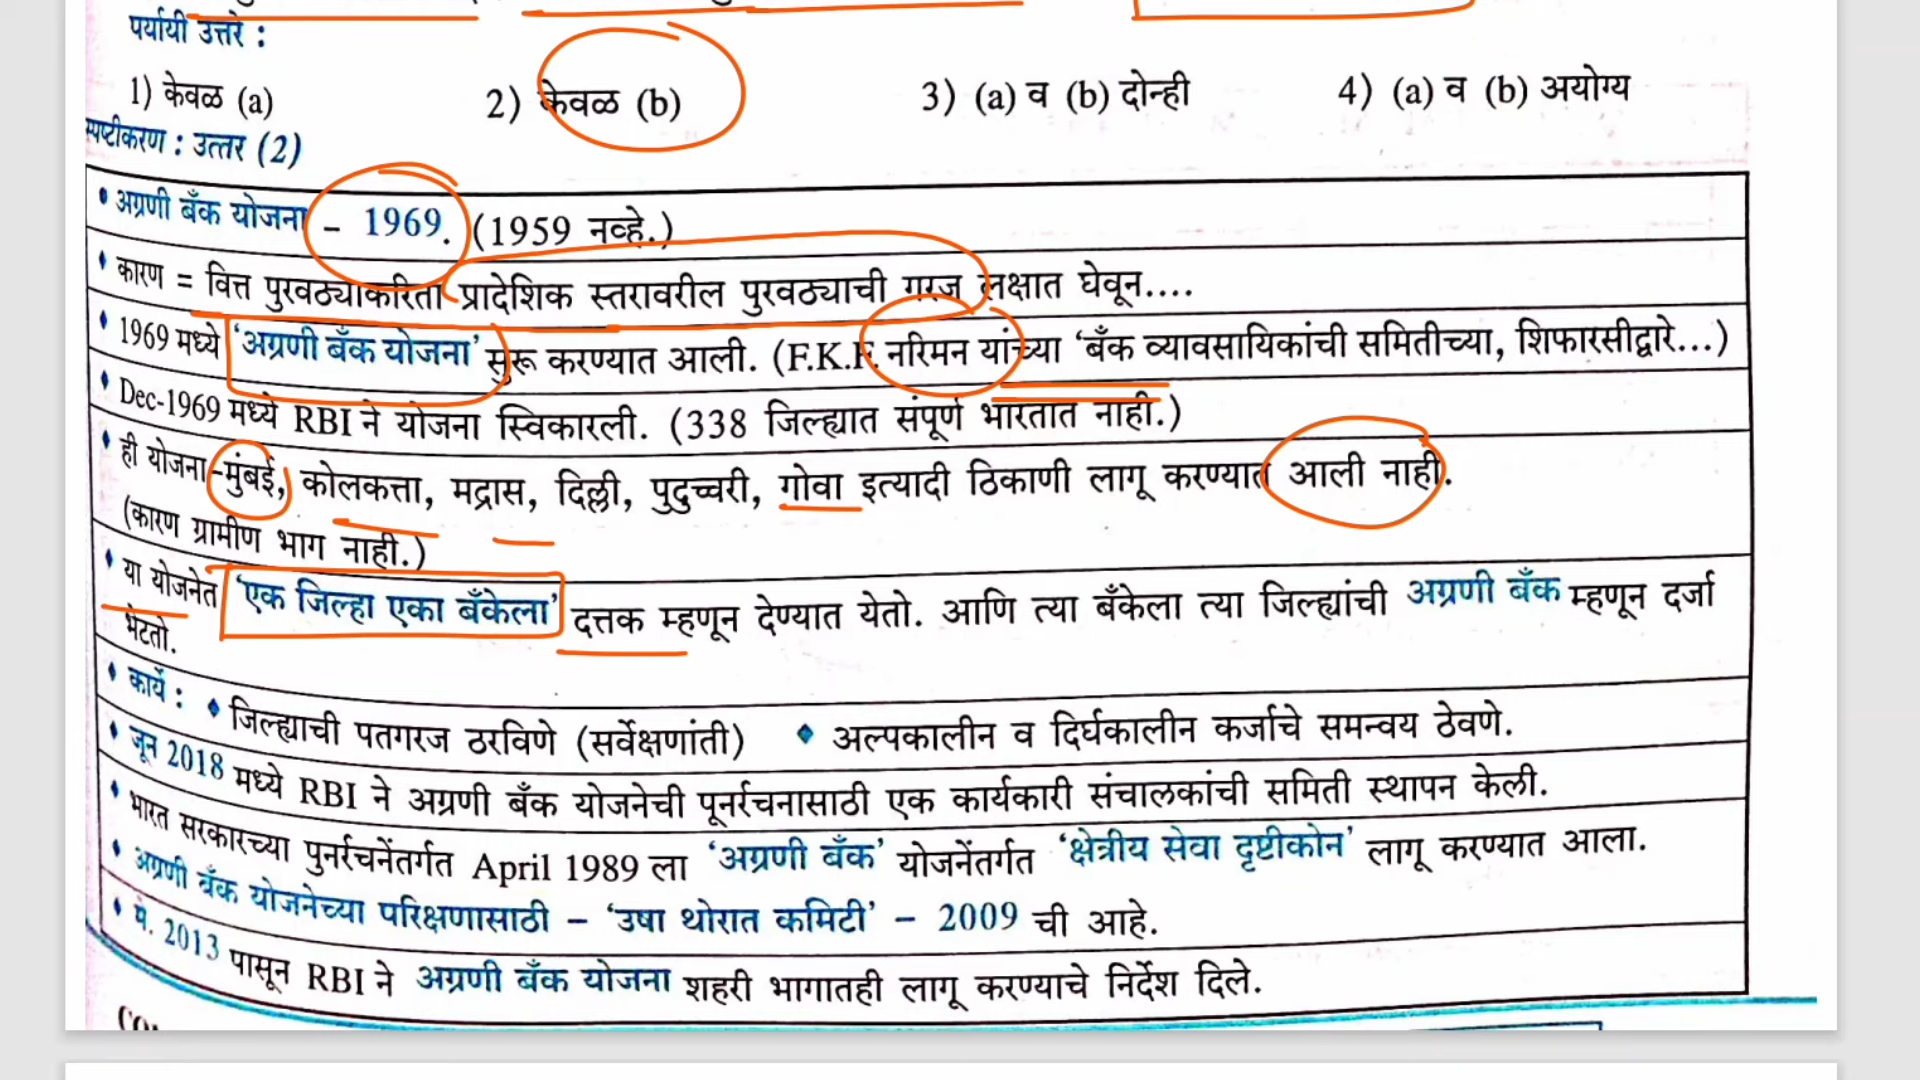 पर्यायी उत्तरे :
1) केवळ (a) 2) केवळ (b) 3) (a) व (b) दोन्ही 4) (a) व (b) अयोग्य
स्पष्टीकरण : उत्तर (2)
• अग्रणी बँक योजना – 1969. (1959 नव्हे.)
♦ कारण = वित्त पुरवठ्याकरिता प्रादेशिक स्तरावरील पुरवठ्याची गरज लक्षात घेवून....
♦ 1969 मध्ये 'अग्रणी बँक योजना' सुरू करण्यात आली. (F.K.F. नरिमन यांच्या 'बँक व्यावसायिकांची समितीच्या, शिफारसीद्वारे...)
♦ Dec-1969 मध्ये RBI ने योजना स्विकारली. (338 जिल्ह्यात संपूर्ण भारतात नाही.)
♦ ही योजना-मुंबई, कोलकत्ता, मद्रास, दिल्ली, पुदुच्चरी, गोवा इत्यादी ठिकाणी लागू करण्यात आली नाही.
(कारण ग्रामीण भाग नाही.)
♦ या योजनेत 'एक जिल्हा एका बँकेला' दत्तक म्हणून देण्यात येतो. आणि त्या बँकेला त्या जिल्ह्यांची अग्रणी बँक म्हणून दर्जा
भेटतो.
♦ कार्ये : ♦ जिल्ह्याची पतगरज ठरविणे (सर्वेक्षणांती) ♦ अल्पकालीन व दिर्घकालीन कर्जाचे समन्वय ठेवणे.
♦ जून 2018 मध्ये RBI ने अग्रणी बँक योजनेची पूनर्रचनासाठी एक कार्यकारी संचालकांची समिती स्थापन केली.
♦ भारत सरकारच्या पुनर्रचनेंतर्गत April 1989 ला 'अग्रणी बँक' योजनेंतर्गत 'क्षेत्रीय सेवा दृष्टीकोन' लागू करण्यात आला.
♦ अग्रणी बँक योजनेच्या परिक्षणासाठी – 'उषा थोरात कमिटी' – 2009 ची आहे.
♦ 2013 पासून RBI ने अग्रणी बँक योजना शहरी भागातही लागू करण्याचे निर्देश दिले.